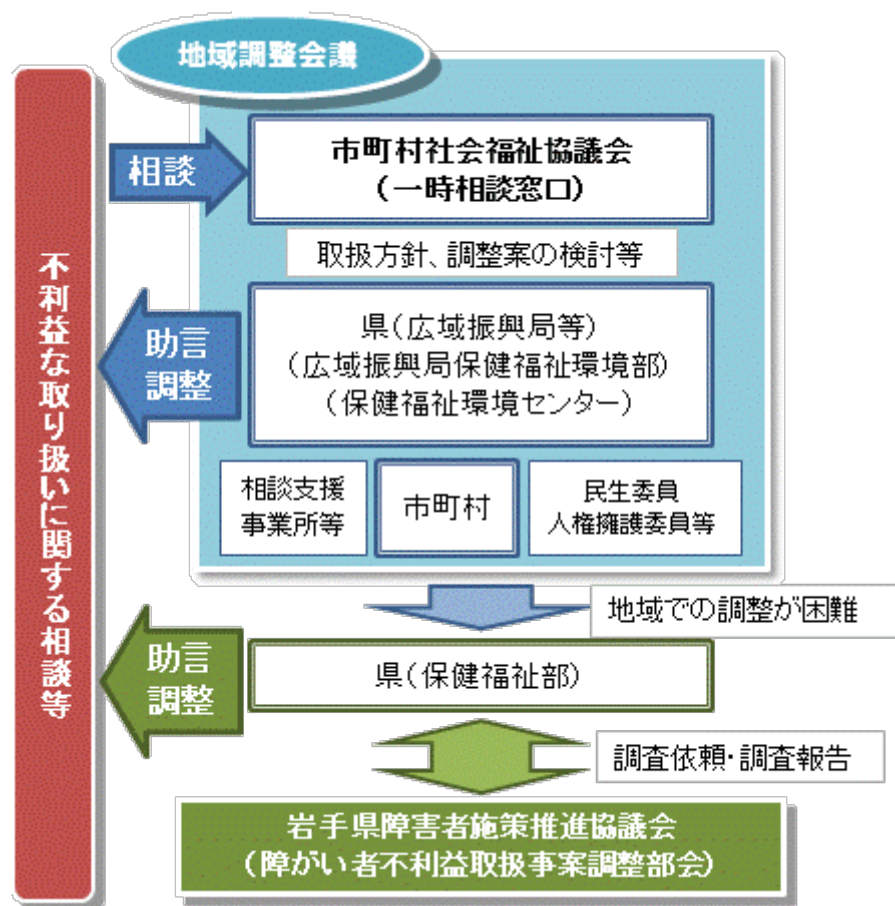 地域調整会議
不利益な取り扱いに関する相談等
相談
市町村社会福祉協議会
（一時相談窓口）
取扱方針、調整案の検討等
助言
調整
県（広域振興局等）
（広域振興局保健福祉環境部）
（保健福祉環境センター）
相談支援
事業所等
市町村
民生委員
人権擁護委員等
地域での調整が困難
助言
調整
県（保健福祉部）
調査依頼・調査報告
岩手県障害者施策推進協議会
（障がい者不利益取扱事案調整部会）